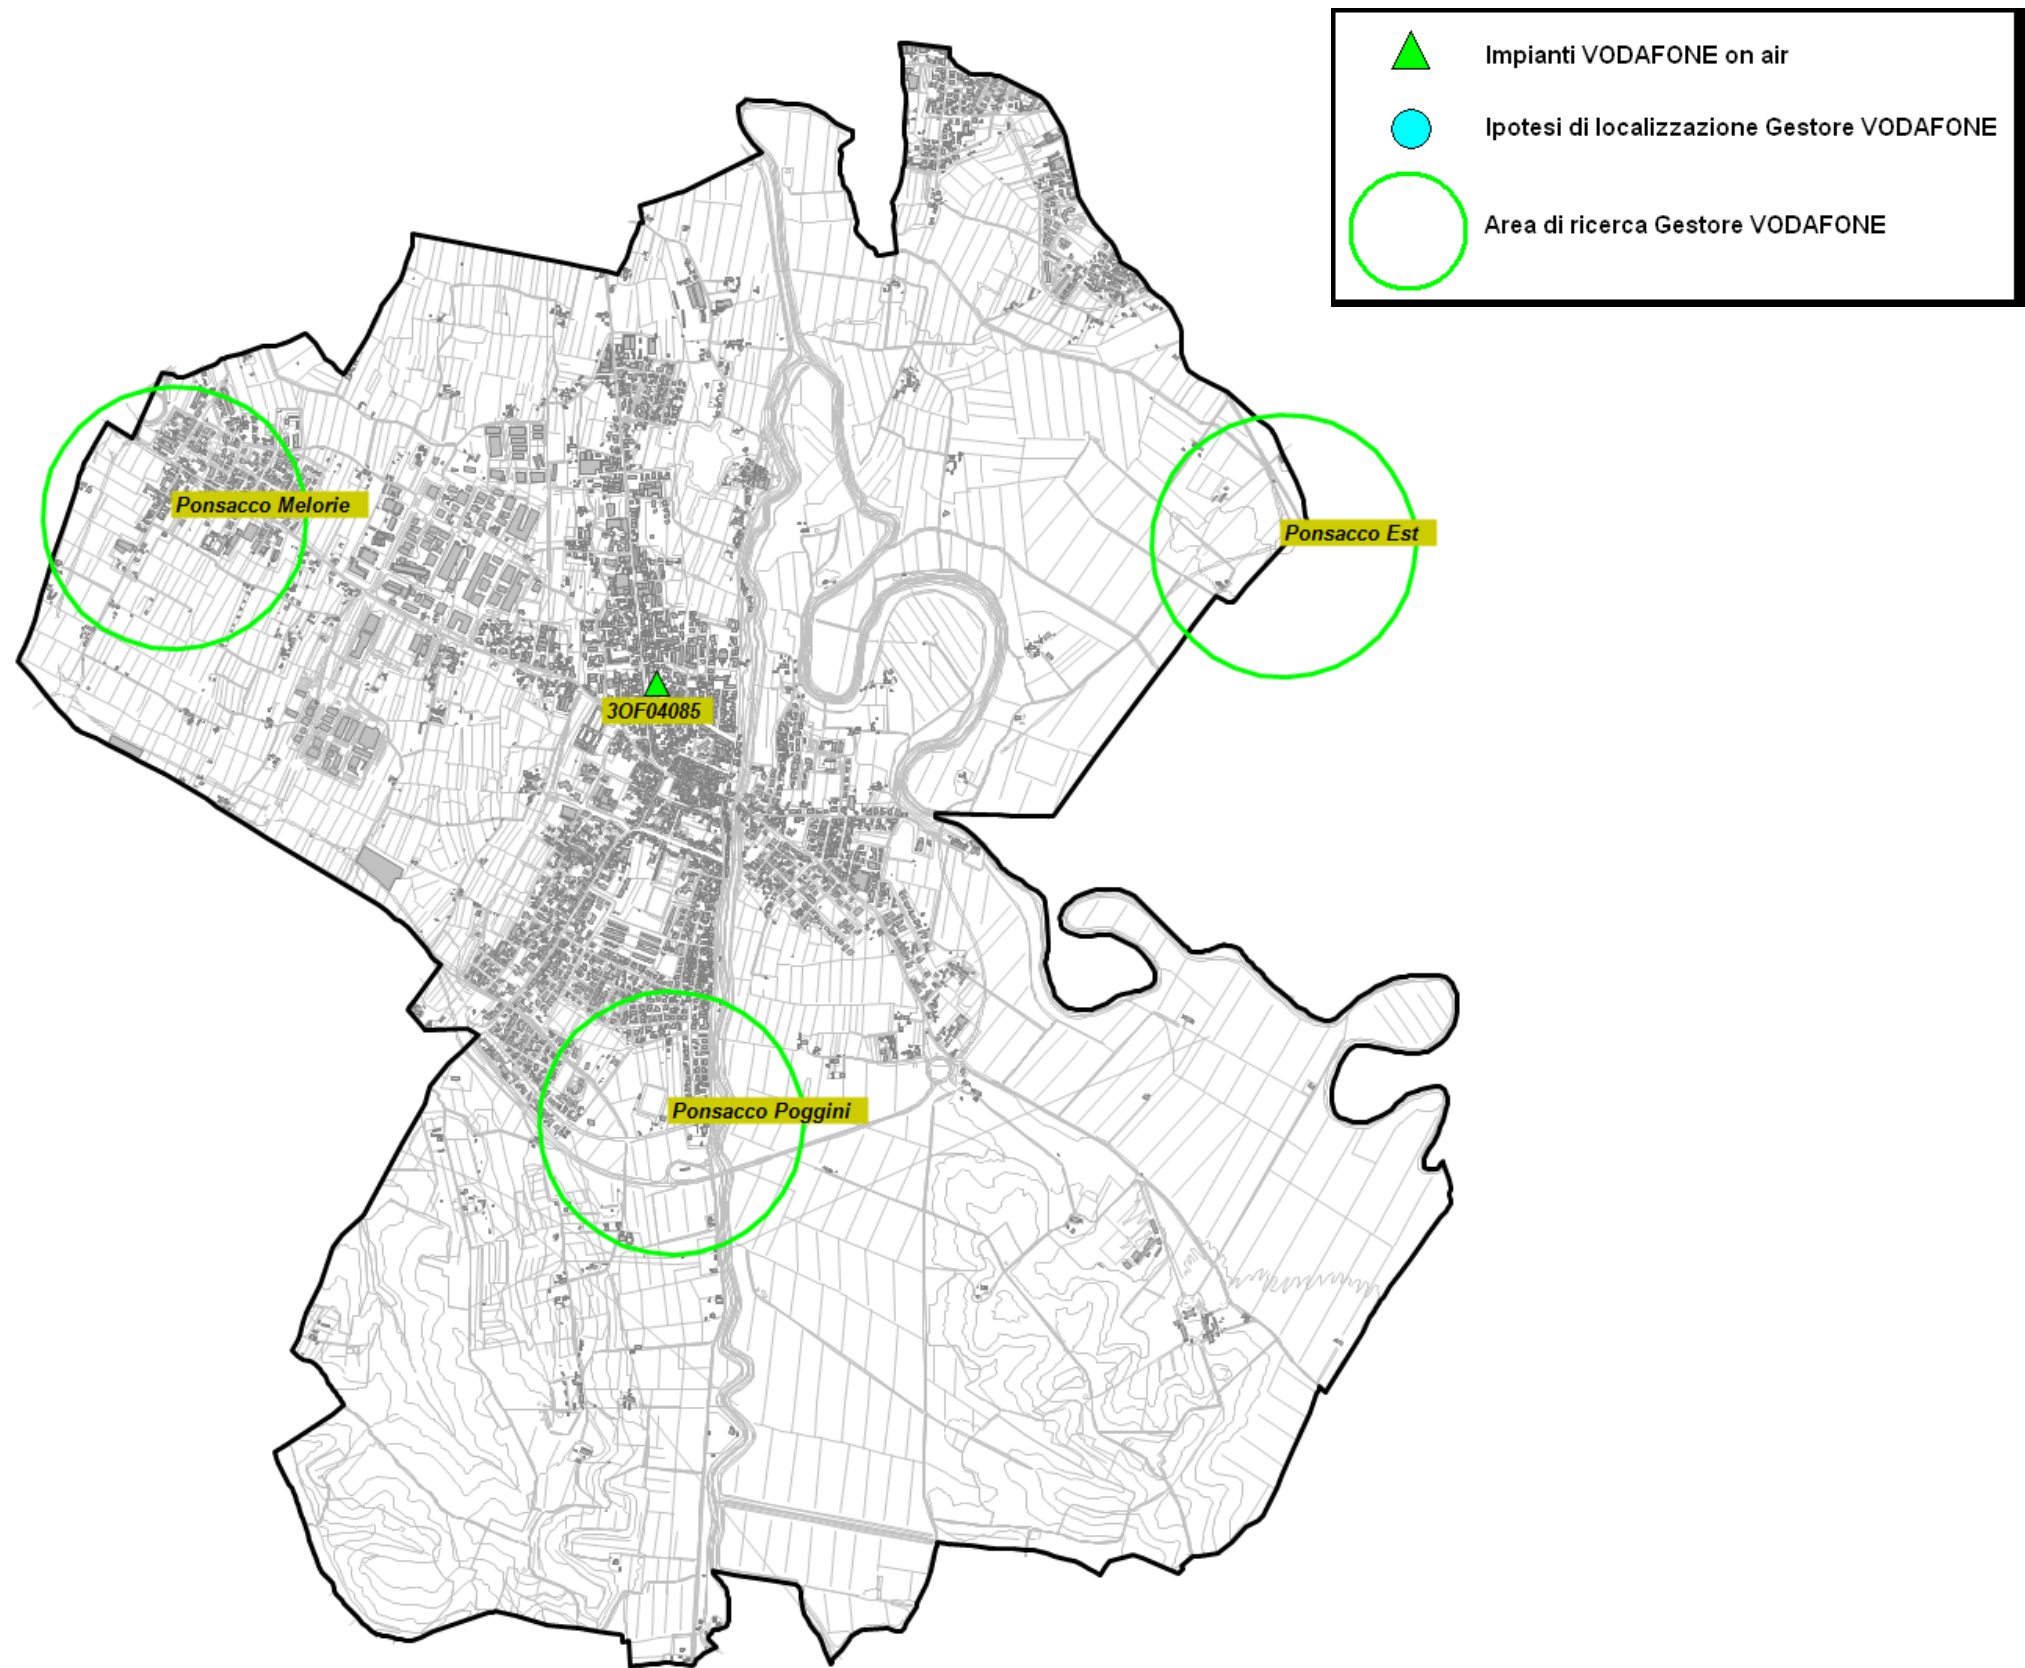 Impianti VODAFONE on air
Ipotesi di localizzazione Gestore VODAFONE
Area di ricerca Gestore VODAFONE
Ponsacco Melorie
Ponsacco Est
3OF04085
Ponsacco Poggini